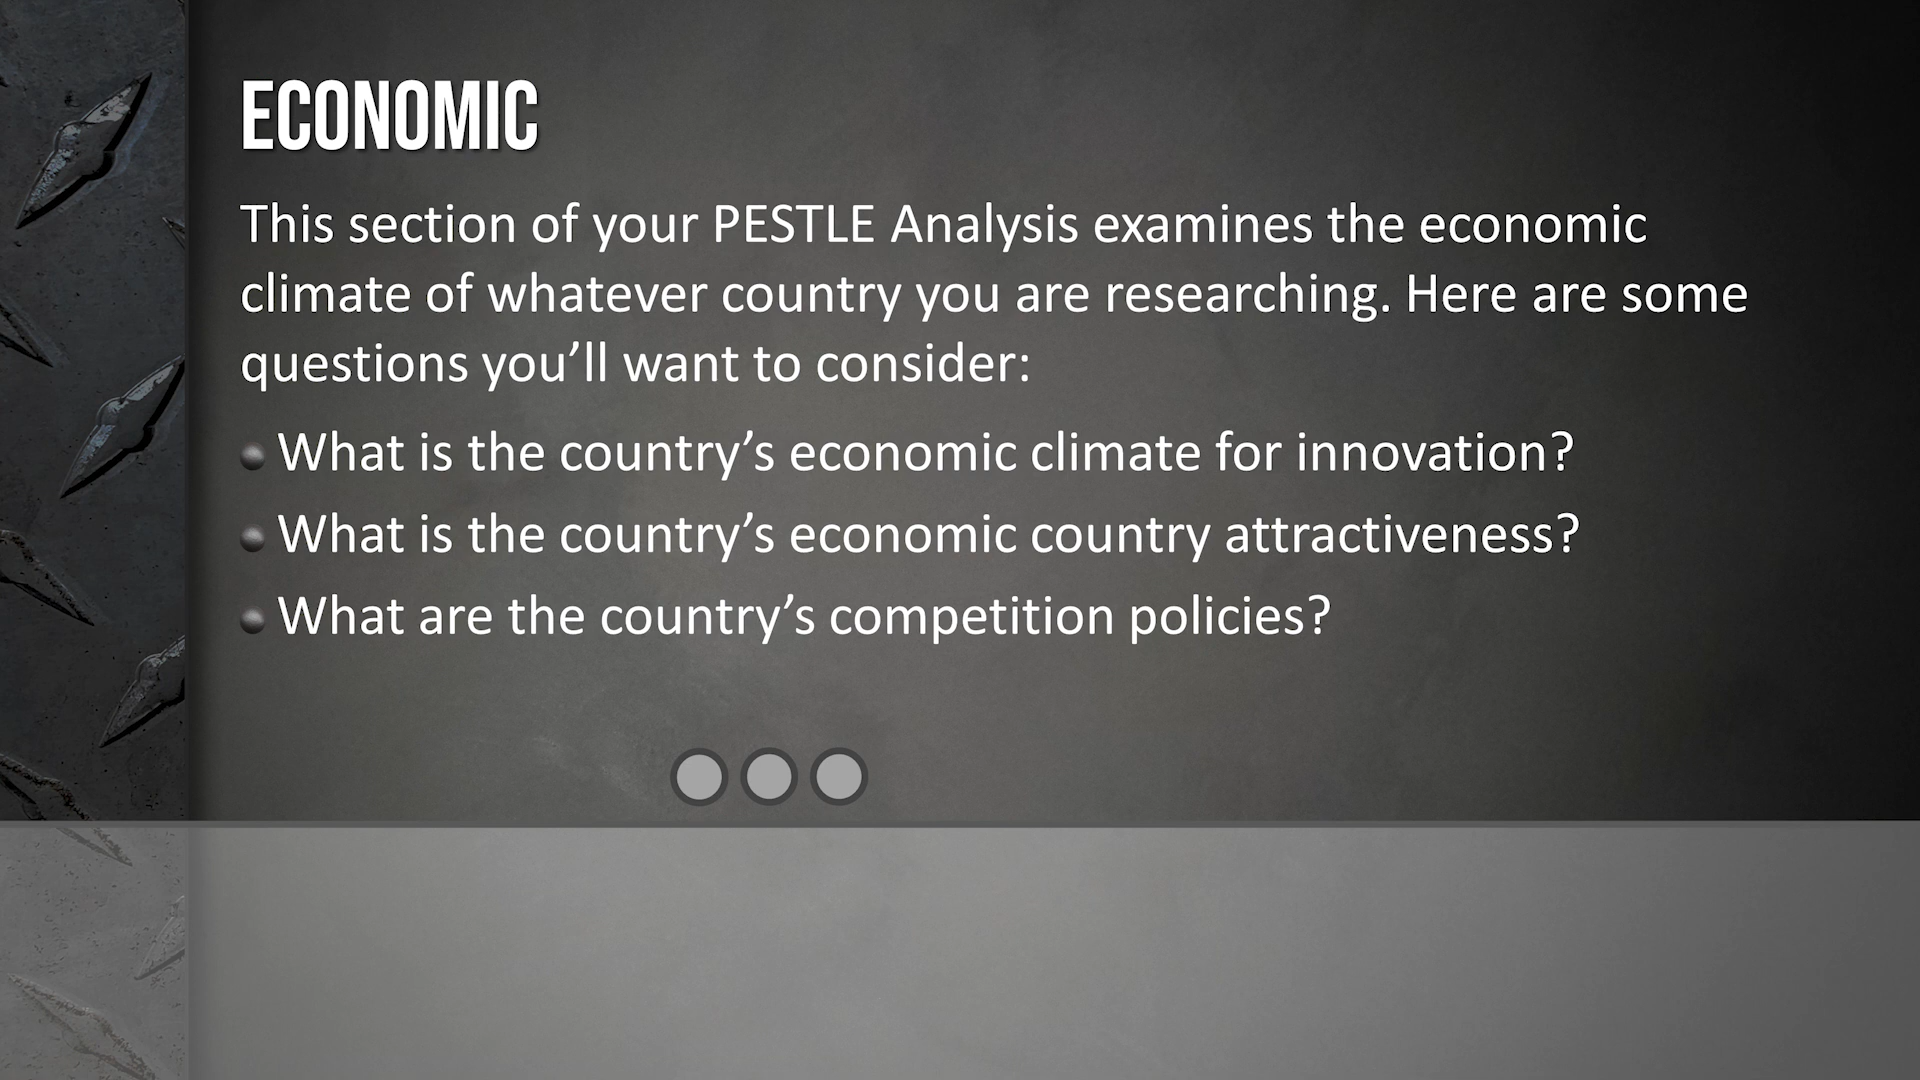 ECONOMIC
This section of your PESTLE Analysis examines the economic
climate of whatever country you are researching. Here are some
questions you’ll want to consider:
What is the country’s economic climate for innovation?
What is the country’s economic country attractiveness?
What are the country’s competition policies?